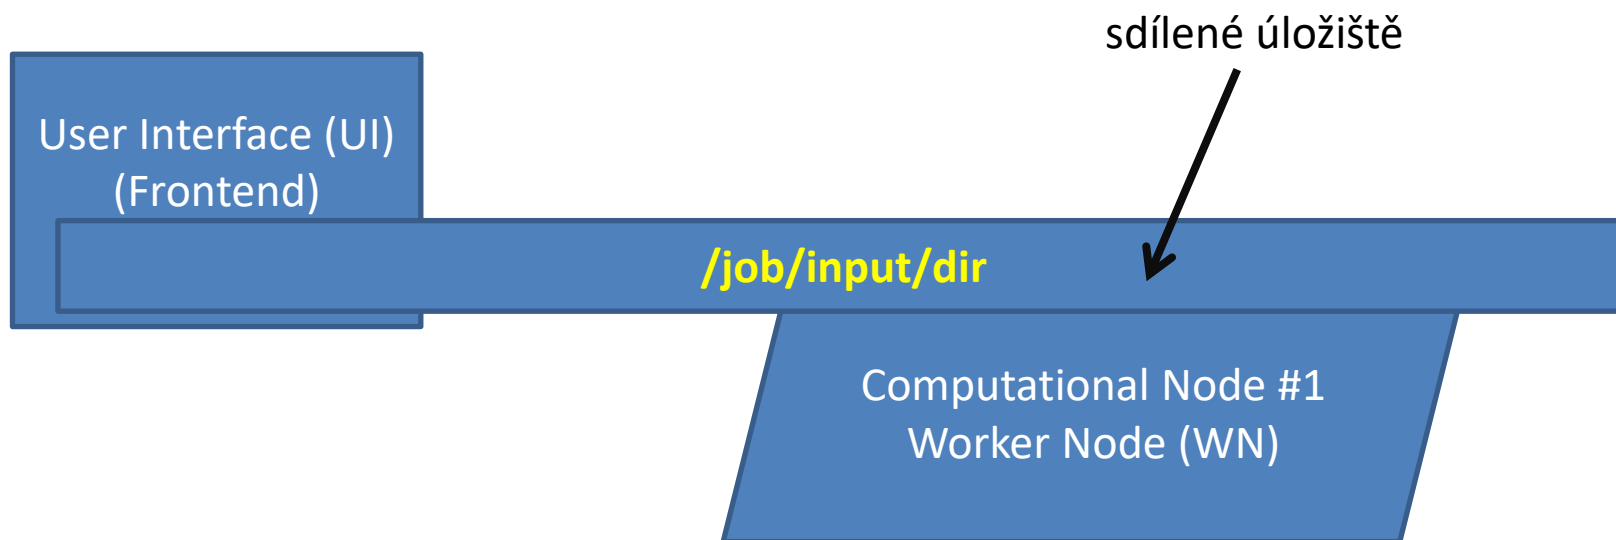 sdílené úložiště
User Interface (UI)
(Frontend)
/job/input/dir
Computational Node #1
Worker Node (WN)